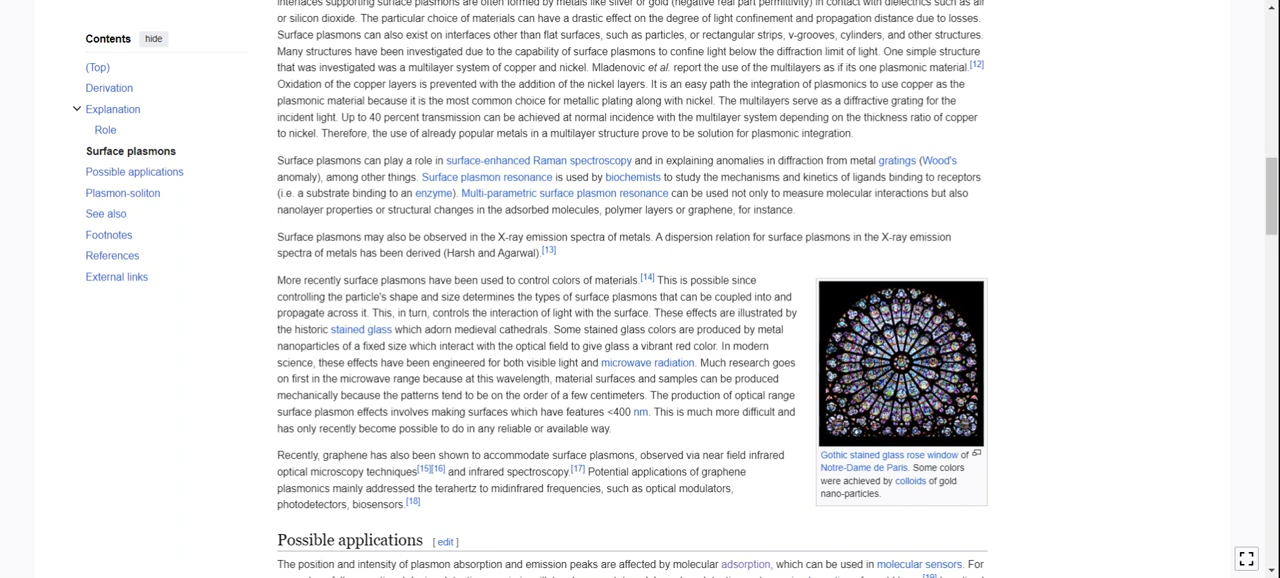 Contents hide
(Top)
Derivation
Explanation
Role
Surface plasmons
Possible applications
Plasmon-soliton
See also
Footnotes
References
External links
interfaces supporting surface plasmons are often formed by metals like silver or gold (negative real part permittivity) in contact with dielectrics such as air
or silicon dioxide. The particular choice of materials can have a drastic effect on the degree of light confinement and propagation distance due to losses.
Surface plasmons can also exist on interfaces other than flat surfaces, such as particles, or rectangular strips, v-grooves, cylinders, and other structures.
Many structures have been investigated due to the capability of surface plasmons to confine light below the diffraction limit of light. One simple structure
that was investigated was a multilayer system of copper and nickel. Mladenovic et al. report the use of the multilayers as if its one plasmonic material.[12]
Oxidation of the copper layers is prevented with the addition of the nickel layers. It is an easy path the integration of plasmonics to use copper as the
plasmonic material because it is the most common choice for metallic plating along with nickel. The multilayers serve as a diffractive grating for the
incident light. Up to 40 percent transmission can be achieved at normal incidence with the multilayer system depending on the thickness ratio of copper
to nickel. Therefore, the use of already popular metals in a multilayer structure prove to be solution for plasmonic integration.
Surface plasmons can play a role in surface-enhanced Raman spectroscopy and in explaining anomalies in diffraction from metal gratings (Wood's
anomaly), among other things. Surface plasmon resonance is used by biochemists to study the mechanisms and kinetics of ligands binding to receptors
(i.e. a substrate binding to an enzyme). Multi-parametric surface plasmon resonance can be used not only to measure molecular interactions but also
nanolayer properties or structural changes in the adsorbed molecules, polymer layers or graphene, for instance.
Surface plasmons may also be observed in the X-ray emission spectra of metals. A dispersion relation for surface plasmons in the X-ray emission
spectra of metals has been derived (Harsh and Agarwal).[13]
More recently surface plasmons have been used to control colors of materials.[14] This is possible since
controlling the particle's shape and size determines the types of surface plasmons that can be coupled into and
propagate across it. This, in turn, controls the interaction of light with the surface. These effects are illustrated by
the historic stained glass which adorn medieval cathedrals. Some stained glass colors are produced by metal
nanoparticles of a fixed size which interact with the optical field to give glass a vibrant red color. In modern
science, these effects have been engineered for both visible light and microwave radiation. Much research goes
on first in the microwave range because at this wavelength, material surfaces and samples can be produced
mechanically because the patterns tend to be on the order of a few centimeters. The production of optical range
surface plasmon effects involves making surfaces which have features <400 nm. This is much more difficult and
has only recently become possible to do in any reliable or available way.
Recently, graphene has also been shown to accommodate surface plasmons, observed via near field infrared
optical microscopy techniques[15][16] and infrared spectroscopy.[17] Potential applications of graphene
plasmonics mainly addressed the terahertz to midinfrared frequencies, such as optical modulators,
photodetectors, biosensors.[18]
Gothic stained glass rose window of
Notre-Dame de Paris. Some colors
were achieved by colloids of gold
nano-particles.
Possible applications [ edit ]
The position and intensity of plasmon absorption and emission peaks are affected by molecular adsorption, which can be used in molecular sensors. For